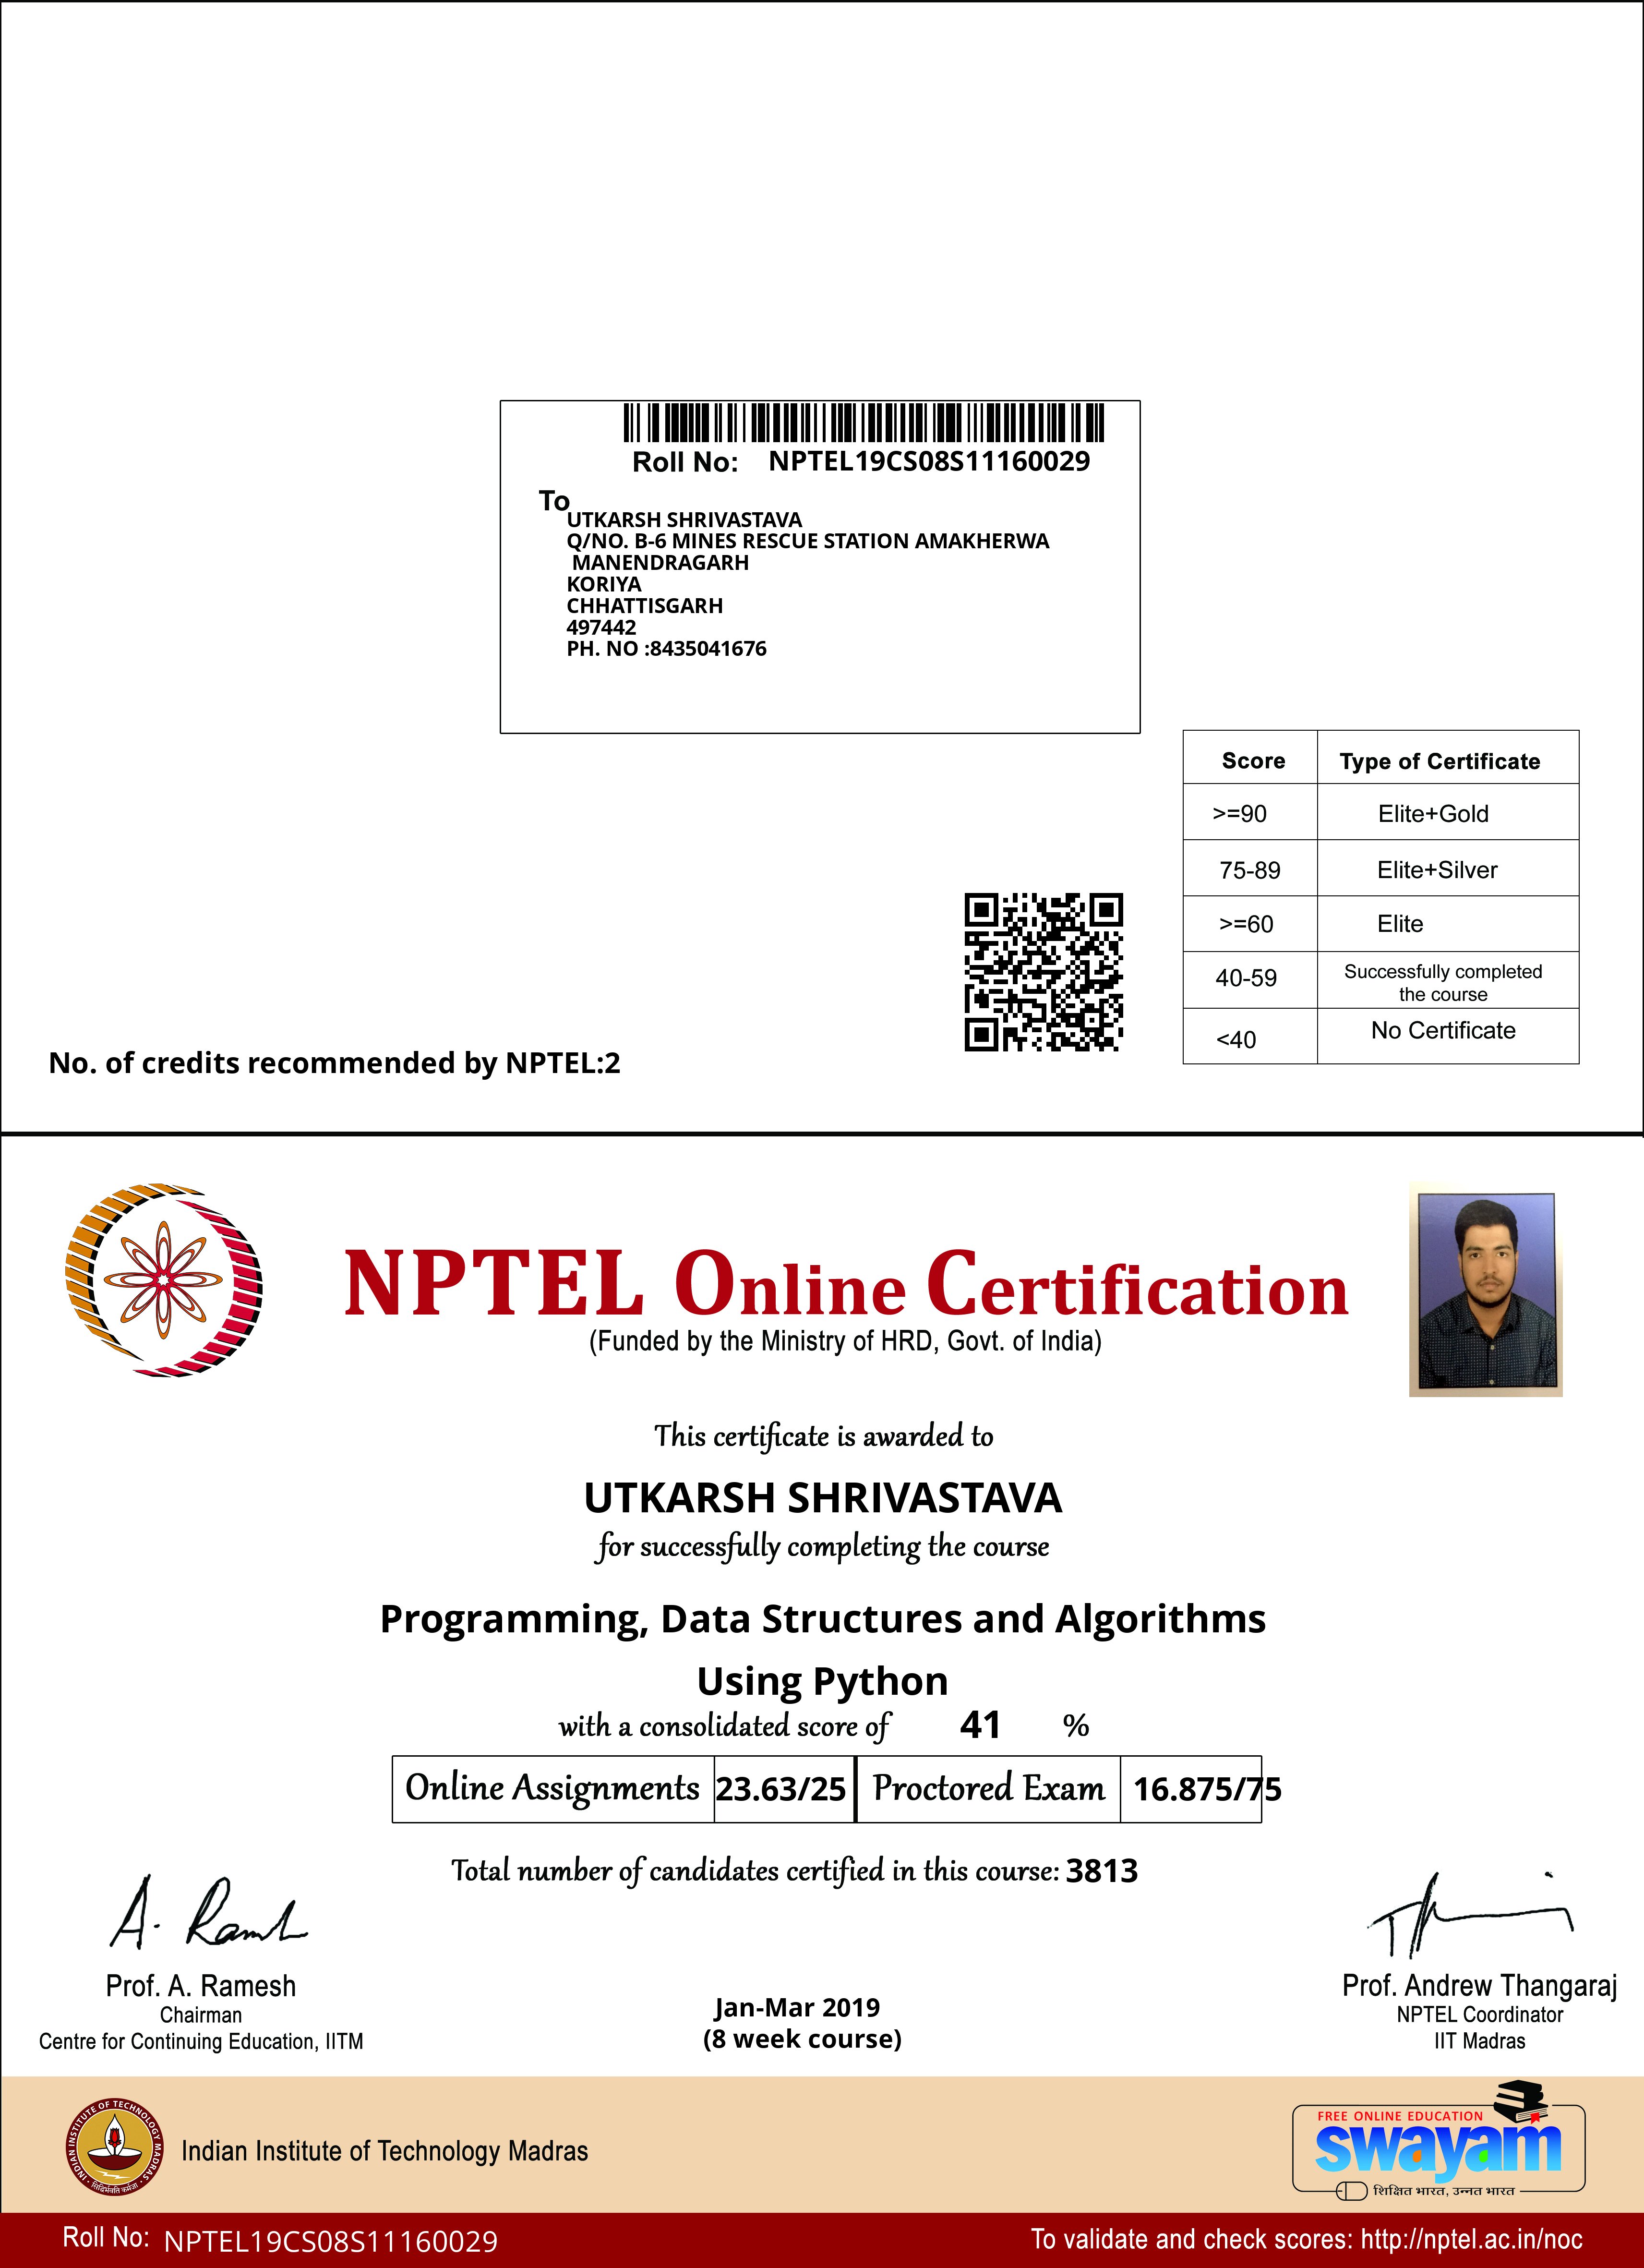 Roll No: NPTEL19CS08S11160029
To
UTKARSH SHRIVASTAVA
Q/NO. B-6 MINES RESCUE STATION AMAKHERWA
MANENDRAGARH
KORIYA
CHHATTISGARH
497442
PH. NO :8435041676
Score Type of Certificate
>=90 Elite+Gold
75-89 Elite+Silver
>=60 Elite
40-59 Successfully completed
the course
<40 No Certificate
No. of credits recommended by NPTEL:2
NPTEL Online Certification
(Funded by the Ministry of HRD, Govt. of India)
This certificate is awarded to
UTKARSH SHRIVASTAVA
for successfully completing the course
Programming, Data Structures and Algorithms
Using Python
with a consolidated score of 41 %
Online Assignments 23.63/25 Proctored Exam 16.875/75
Total number of candidates certified in this course: 3813
Prof. A. Ramesh
Chairman
Centre for Continuing Education, IITM
Jan-Mar 2019
(8 week course)
Prof. Andrew Thangaraj
NPTEL Coordinator
IIT Madras
INDIAN INSTITUTE OF TECHNOLOGY MADRAS
सिद्धिर्भवति कर्मजा
Indian Institute of Technology Madras
FREE ONLINE EDUCATION
swayam
शिक्षित भारत, उन्नत भारत
Roll No: NPTEL19CS08S11160029
To validate and check scores: http://nptel.ac.in/noc